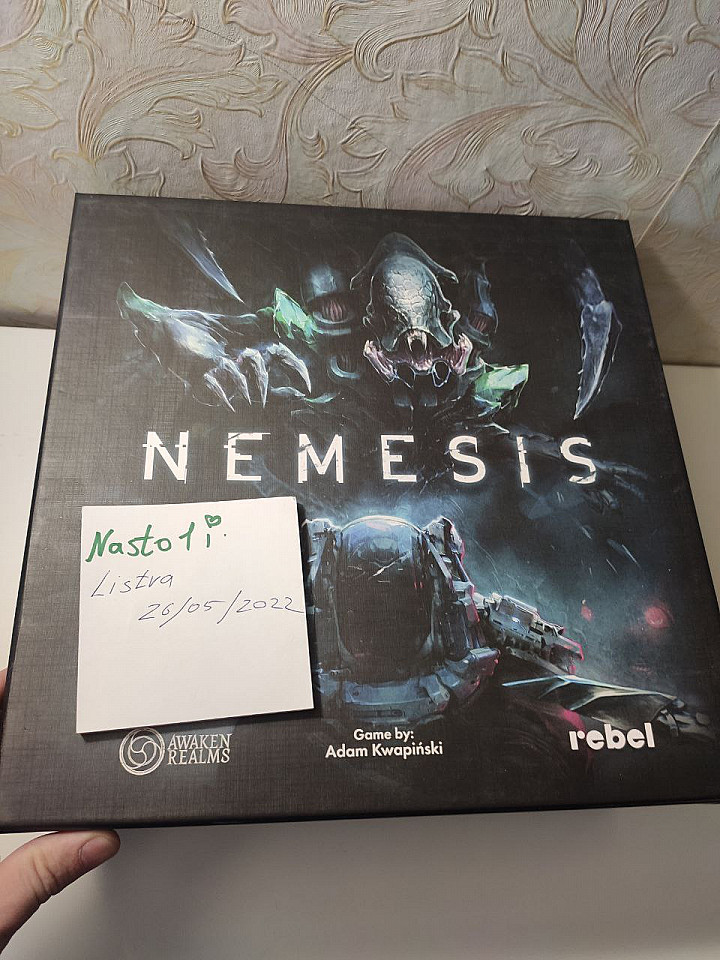 NEMESIS
Nasto1i.
Listva
26/05/2022
AWAKEN
REALMS
Game by:
Adam Kwapiński
rebel